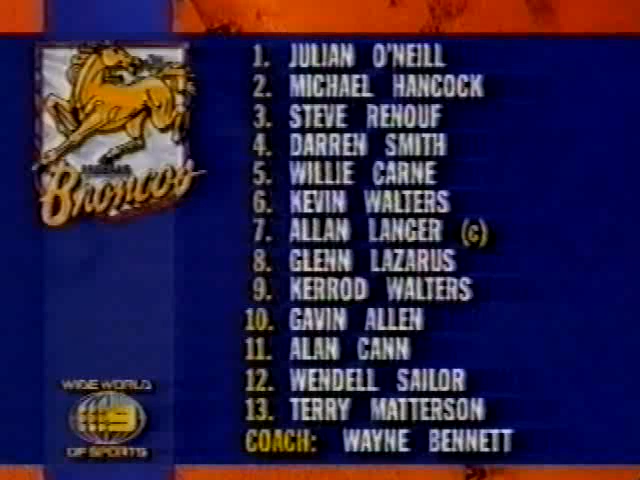 Broncos
1. JULIAN O'NEILL
2. MICHAEL HANCOCK
3. STEVE RENOUF
4. DARREN SMITH
5. WILLIE CARNE
6. KEVIN WALTERS
7. ALLAN LANGER (c)
8. GLENN LAZARUS
9. KERROD WALTERS
10. GAVIN ALLEN
11. ALAN CANN
12. WENDELL SAILOR
13. TERRY MATTERSON
COACH: WAYNE BENNETT
WIDE WORLD
9
OF SPORTS